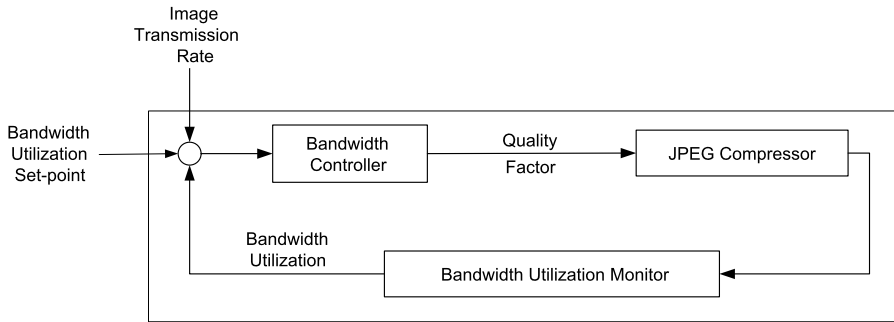 Image
Transmission
Rate
Bandwidth
Utilization
Set-point
Bandwidth
Controller
Quality
Factor
JPEG Compressor
Bandwidth
Utilization
Bandwidth Utilization Monitor